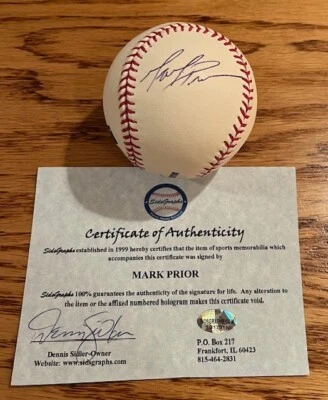 Mark Prior
SidsGraphs
Certificate of Authenticity
SidsGraphs established in 1999 hereby certifies that the item of sports memorabilia which
accompanies this certificate was signed by
MARK PRIOR
SidsGraphs 100% guarantees the authenticity of the signature for life. Any alteration to
the item or the affixed numbered hologram makes this certificate void.
Dennis Sidler-Owner
Website: www.sidsgraphs.com
P.O. Box 217
Frankfort, IL 60423
815-464-2831